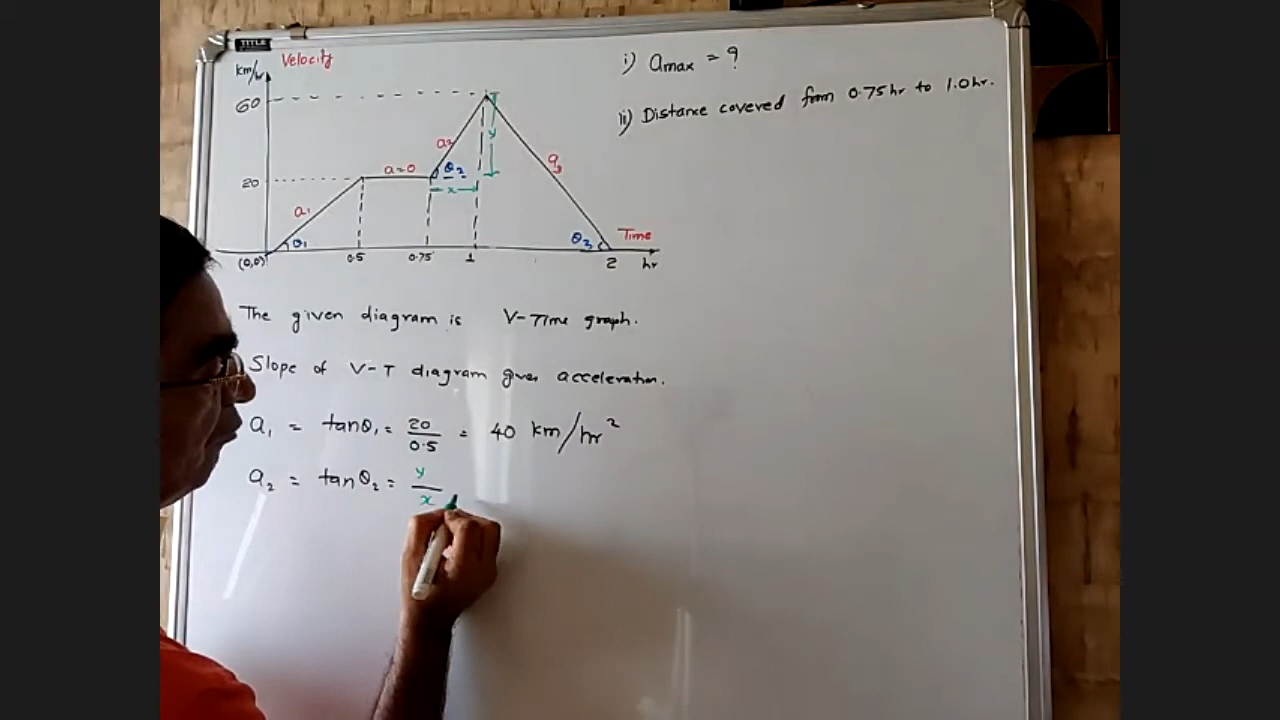 TITLE
Velocity
km/hr
60
20
a₁
a=0
a₂
a₃
y
x
θ₁
θ₂
θ₃
Time
(0,0)
0.5
0.75
1
2
hr
i) amax = ?
ii) Distance covered from 0.75 hr to 1.0 hr.
The given diagram is V-Time graph.
Slope of V-T diagram gives acceleration.
a₁ = tanθ₁ = 20/0.5 = 40 km/hr²
a₂ = tanθ₂ = y/x